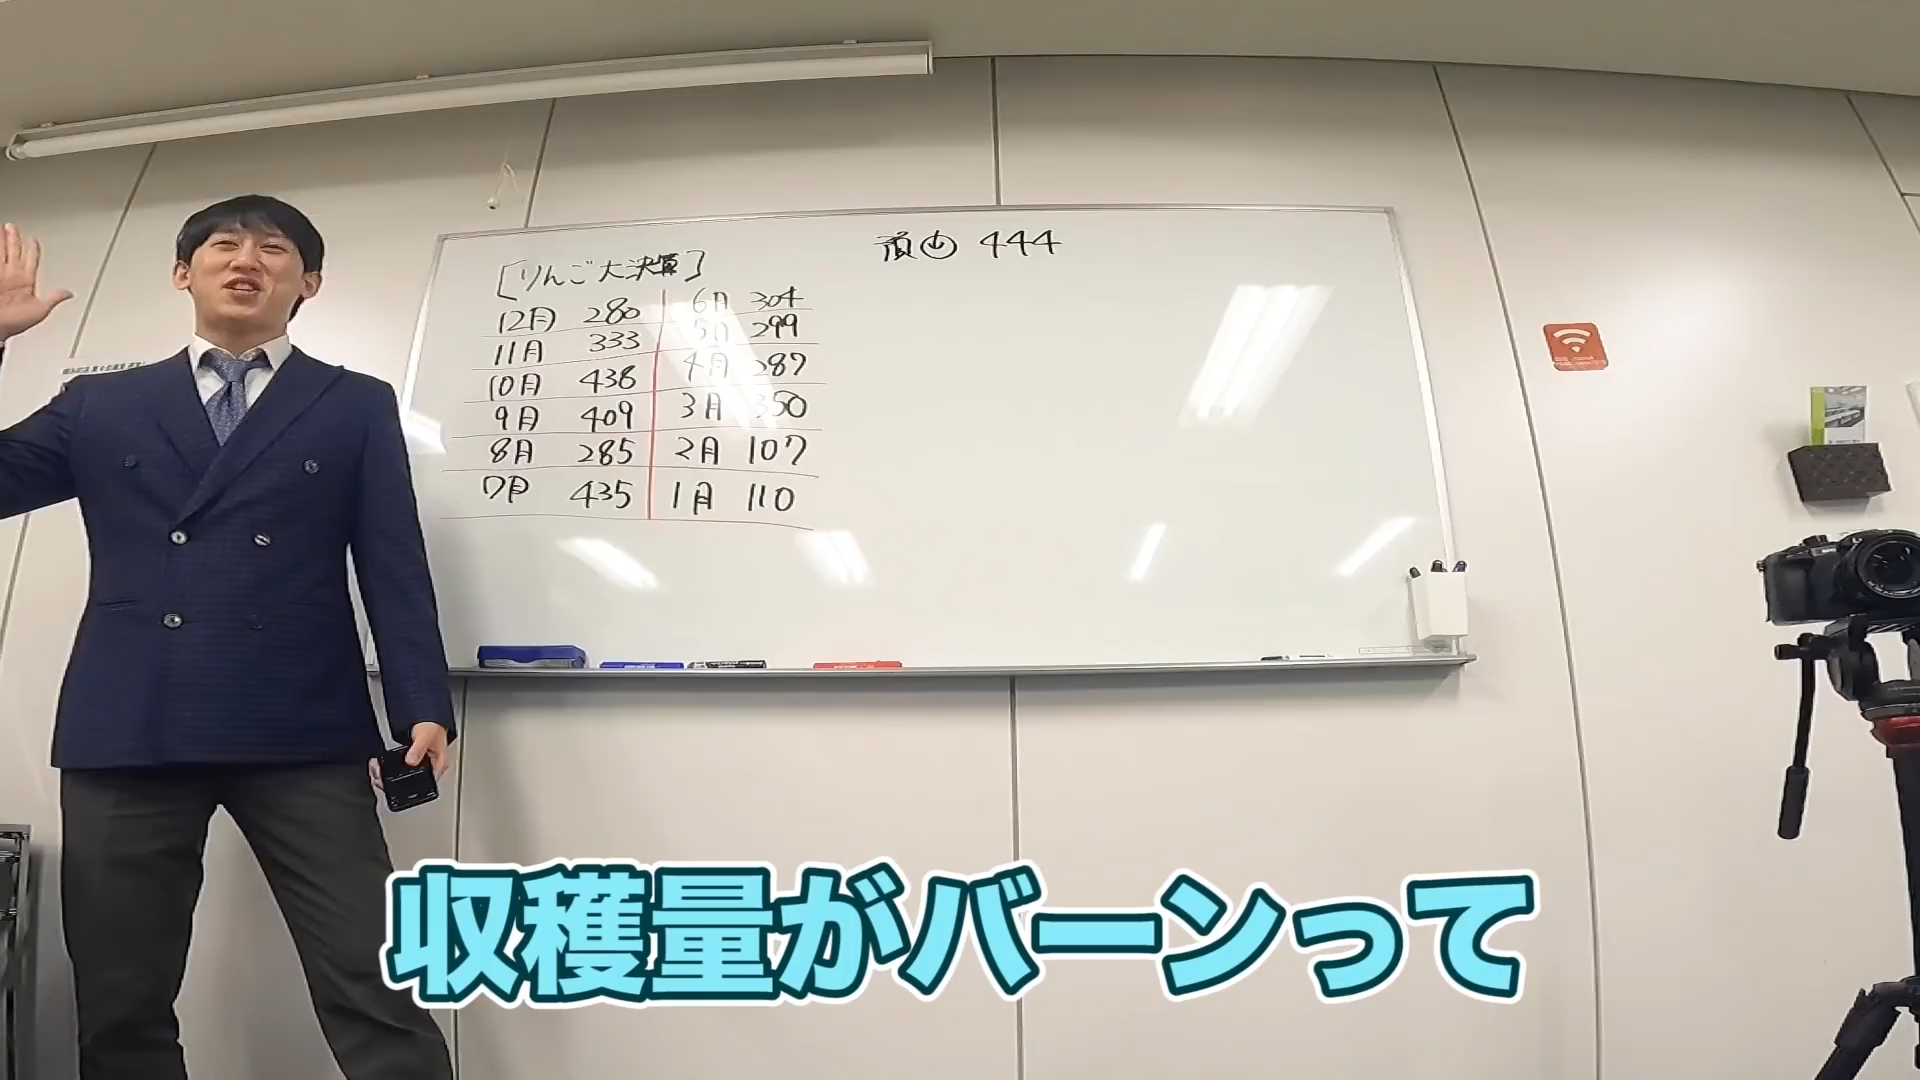 [りんご大決算]
12月 280
11月 333
10月 438
9月 409
8月 285
7月 435
6月 304
5月 299
4月 287
3月 350
2月 107
1月 110
頂 444
収穫量がバーンって